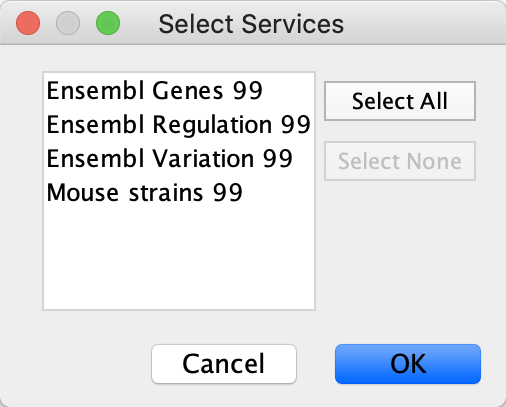 Select Services
Ensembl Genes 99
Ensembl Regulation 99
Ensembl Variation 99
Mouse strains 99
Select All
Select None
Cancel
OK